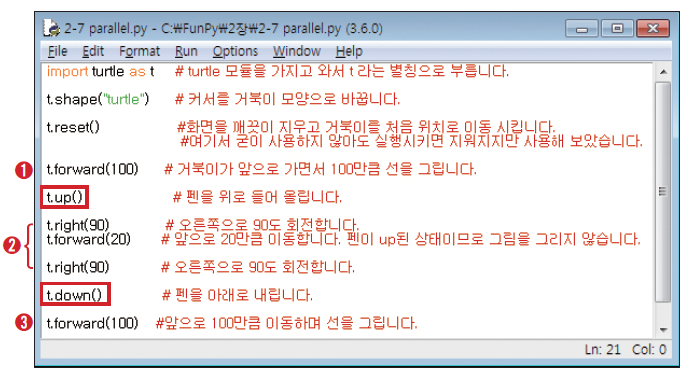 2-7 parallel.py - C:₩FunPy₩2장₩2-7 parallel.py (3.6.0)
File Edit Format Run Options Window Help
import turtle as t # turtle 모듈을 가지고 와서 t 라는 별칭으로 부릅니다.
t.shape("turtle") # 커서를 거북이 모양으로 바꿉니다.
t.reset() #화면을 깨끗이 지우고 거북이를 처음 위치로 이동 시킵니다.
#여기서 굳이 사용하지 않아도 실행시키면 지워지지만 사용해 보았습니다.
❶ t.forward(100) # 거북이가 앞으로 가면서 100만큼 선을 그립니다.
t.up() # 펜을 위로 들어 올립니다.
t.right(90) # 오른쪽으로 90도 회전합니다.
❷ t.forward(20) # 앞으로 20만큼 이동합니다. 펜이 up된 상태이므로 그림을 그리지 않습니다.
t.right(90) # 오른쪽으로 90도 회전합니다.
t.down() # 펜을 아래로 내립니다.
❸ t.forward(100) #앞으로 100만큼 이동하며 선을 그립니다.
Ln: 21 Col: 0